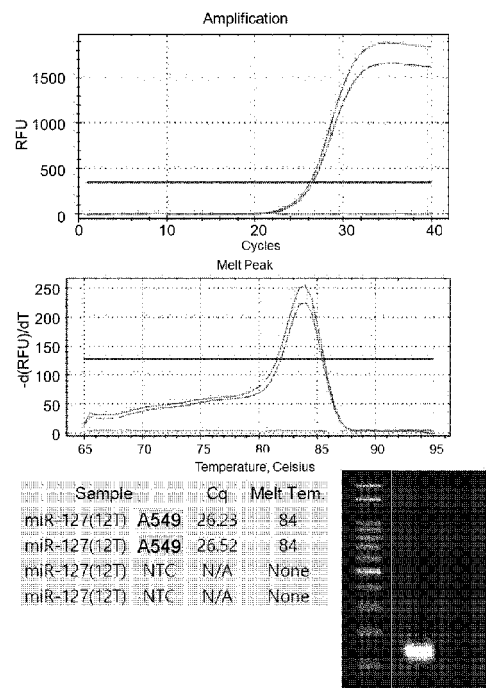 Amplification
RFU
1500
1000
500
0
0 10 20 30 40
Cycles
Melt Peak
-d(RFU)/dT
250
200
150
100
50
0
65 70 75 80 85 90 95
Temperature, Celsius
Sample Cq Melt Tem.
miR-127(12T) A549 26.23 84
miR-127(12T) A549 26.52 84
miR-127(12T) NTC N/A None
miR-127(12T) NTC N/A None